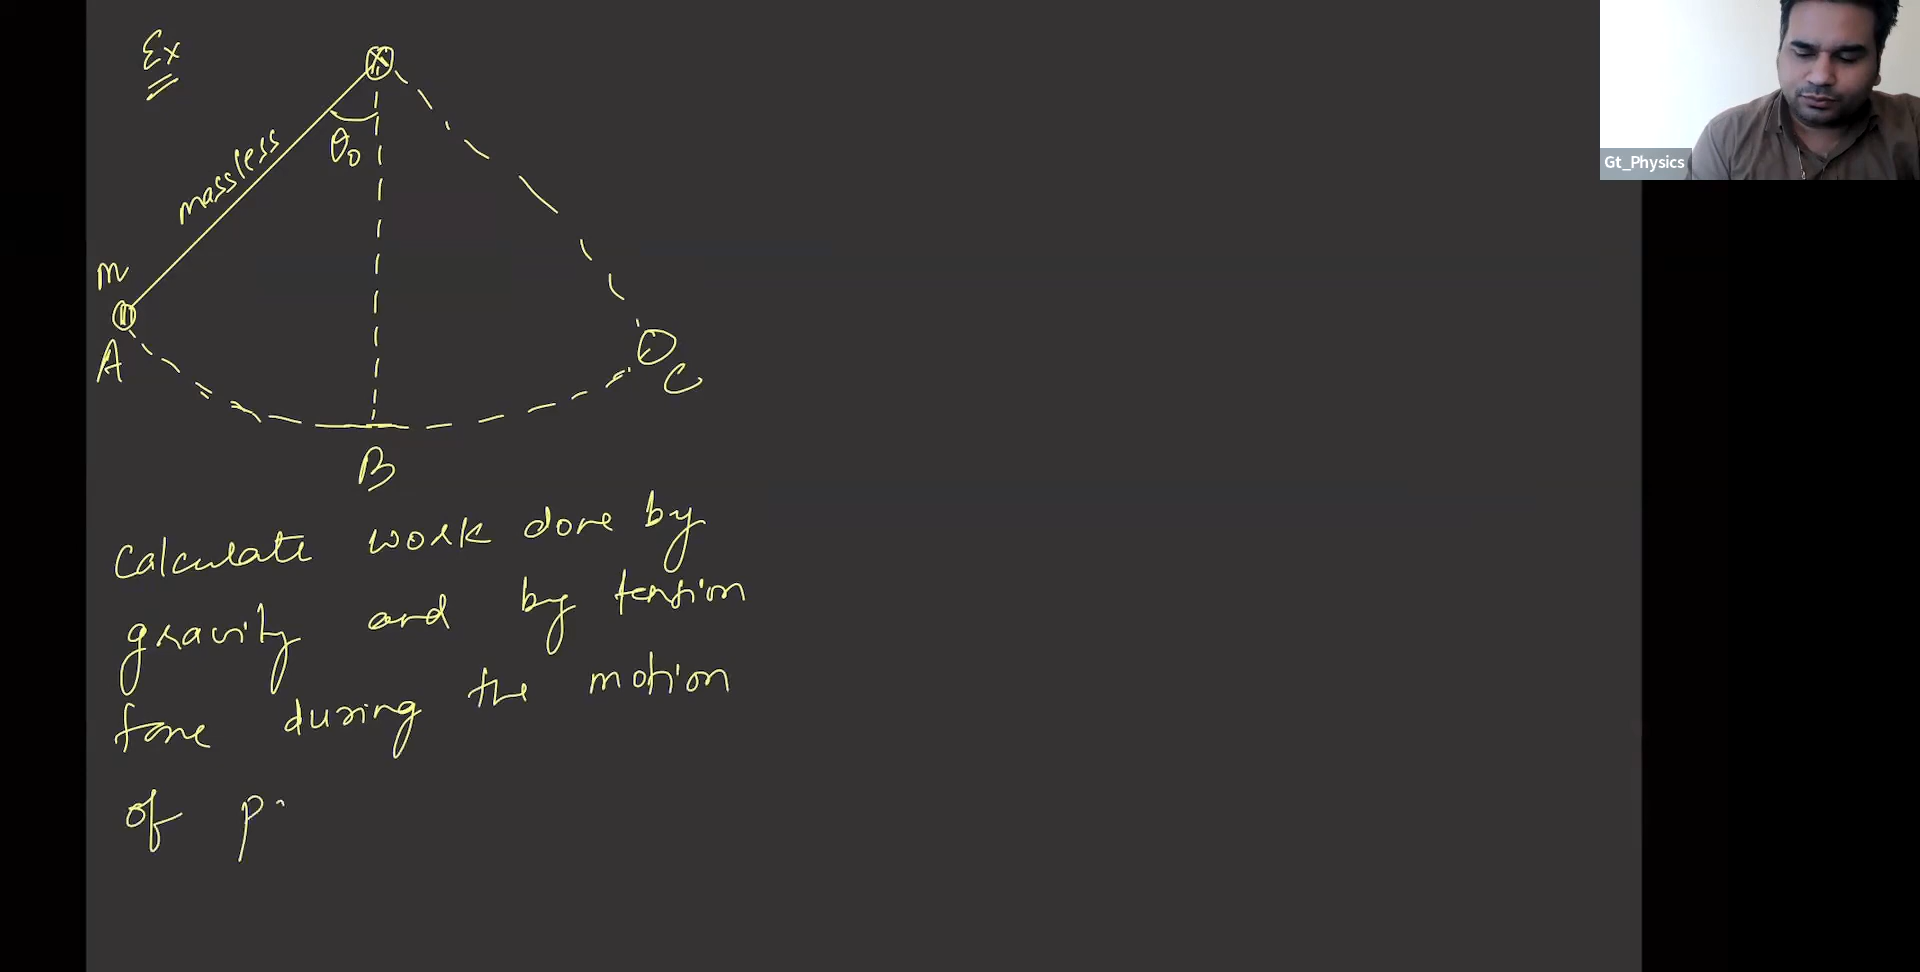 Ex
θ₀
massless
m
A
C
B
Calculate work done by
gravity and by tension
force during the motion
of p
Gt_Physics